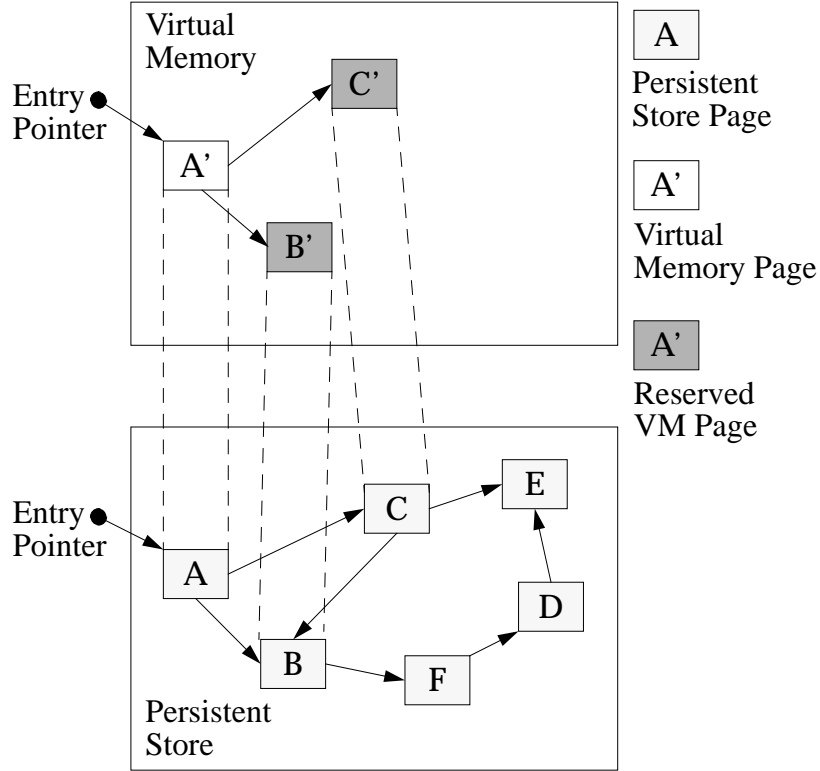 Virtual
Memory
C’
Entry
Pointer
A’
B’
A
Persistent
Store Page
A’
Virtual
Memory Page
A’
Reserved
VM Page
E
C
Entry
Pointer
A
D
B
F
Persistent
Store